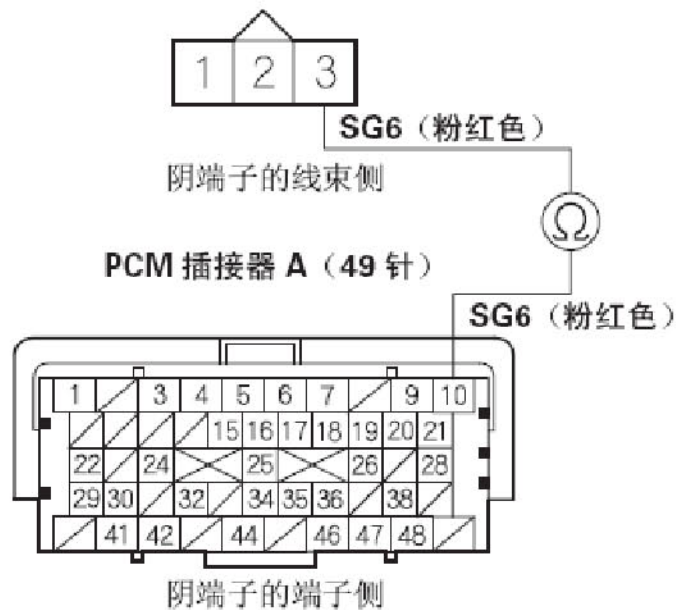 1 2 3
SG6（粉红色）
阴端子的线束侧
Ω
PCM 插接器 A（49 针）
SG6（粉红色）
1 3 4 5 6 7 9 10
15 16 17 18 19 20 21
22 24 25 26 28
29 30 32 34 35 36 38
41 42 44 46 47 48
阴端子的端子侧